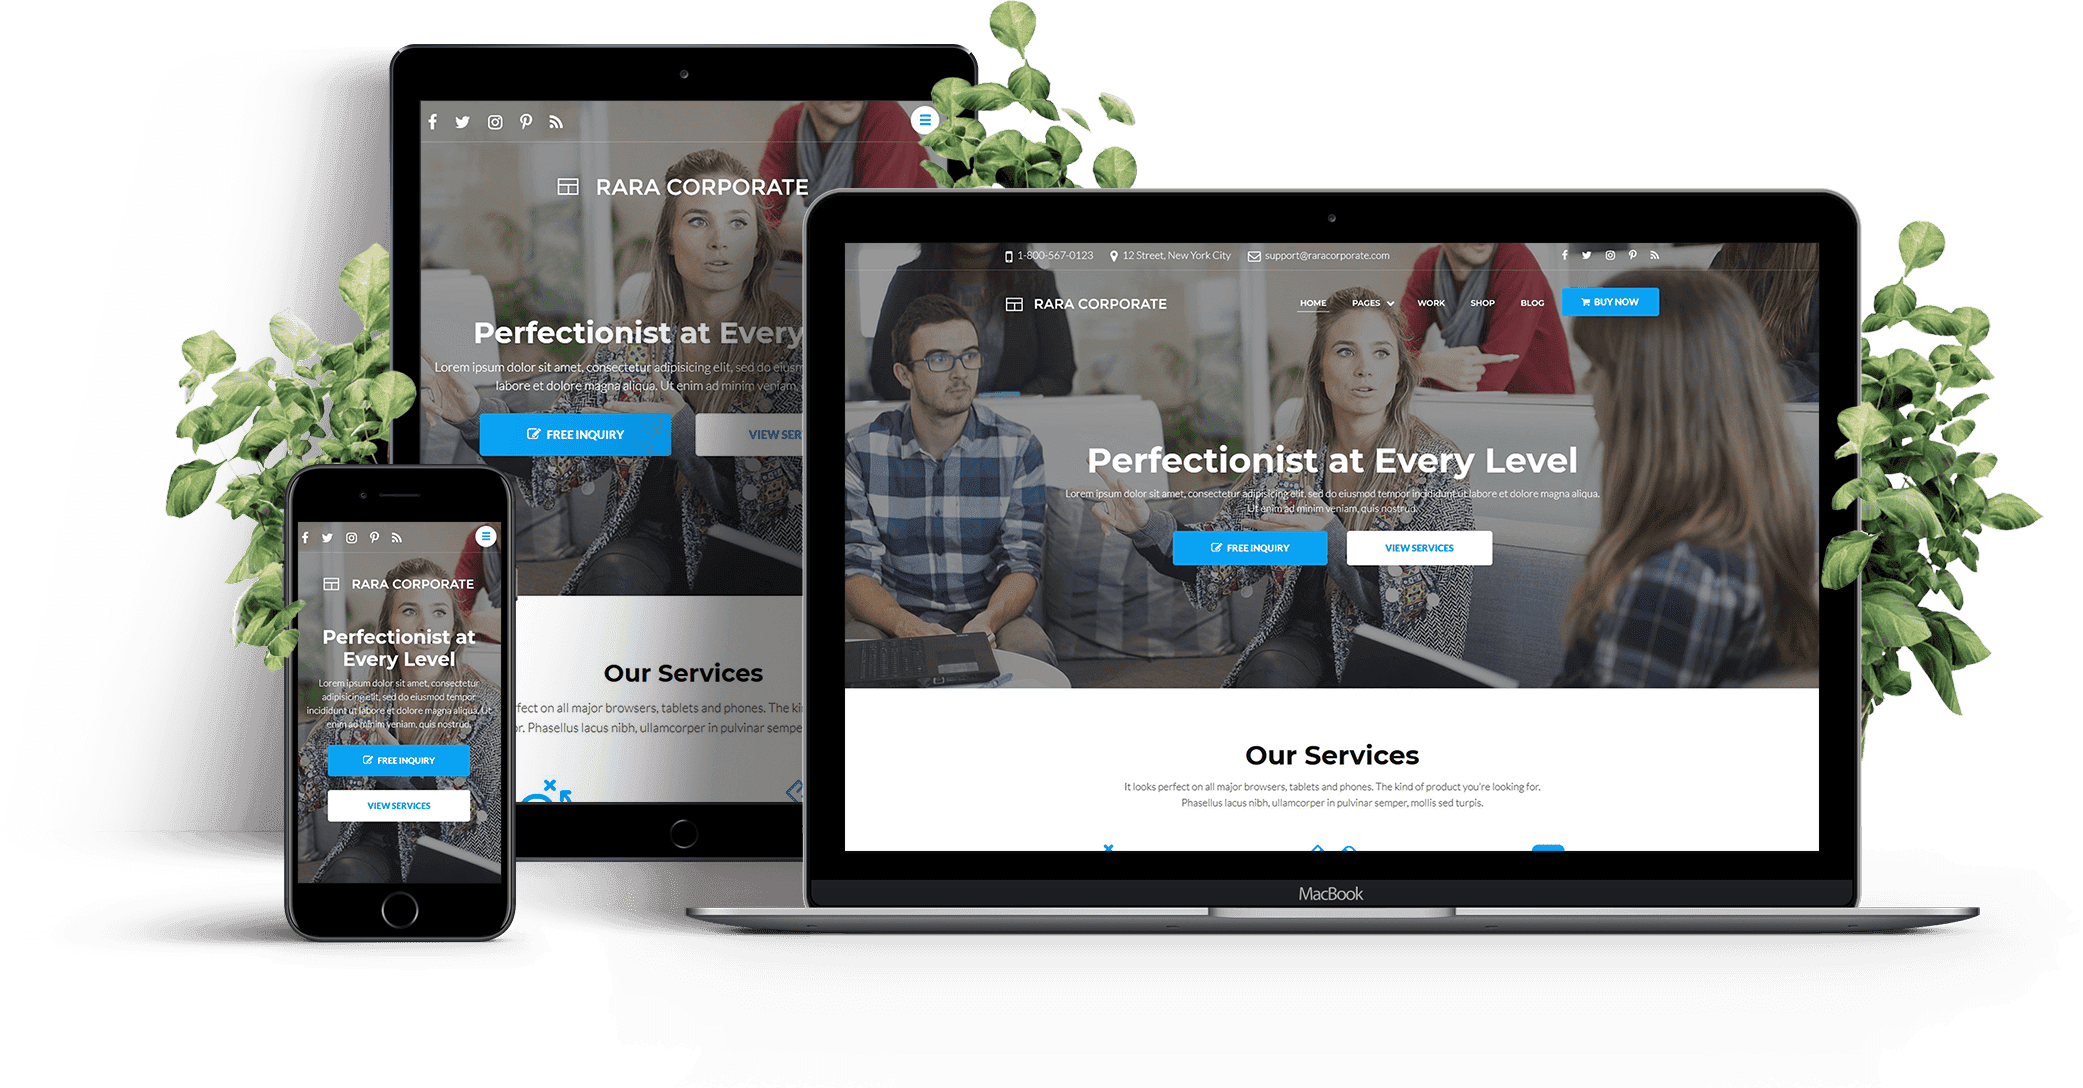 RARA CORPORATE
Perfectionist at Every
Lorem ipsum dolor sit amet, consectetur adipisicing elit, sed do eiusmod
labore et dolore magna aliqua. Ut enim ad minim veniam,
FREE INQUIRY
VIEW SER
Our Services
fect on all major browsers, tablets and phones. The ki
or. Phasellus lacus nibh, ullamcorper in pulvinar sempe
RARA CORPORATE
Perfectionist at
Every Level
Lorem ipsum dolor sit amet, consectetur
adipisicing elit, sed do eiusmod tempor
incididunt ut labore et dolore magna aliqua. Ut
enim ad minim veniam, quis nostrud.
FREE INQUIRY
VIEW SERVICES
1-800-567-0123 12 Street, New York City support@raracorporate.com
RARA CORPORATE HOME PAGES WORK SHOP BLOG BUY NOW
Perfectionist at Every Level
Lorem ipsum dolor sit amet, consectetur adipisicing elit, sed do eiusmod tempor incididunt ut labore et dolore magna aliqua.
Ut enim ad minim veniam, quis nostrud.
FREE INQUIRY VIEW SERVICES
Our Services
It looks perfect on all major browsers, tablets and phones. The kind of product you're looking for.
Phasellus lacus nibh, ullamcorper in pulvinar semper, mollis sed turpis.
MacBook